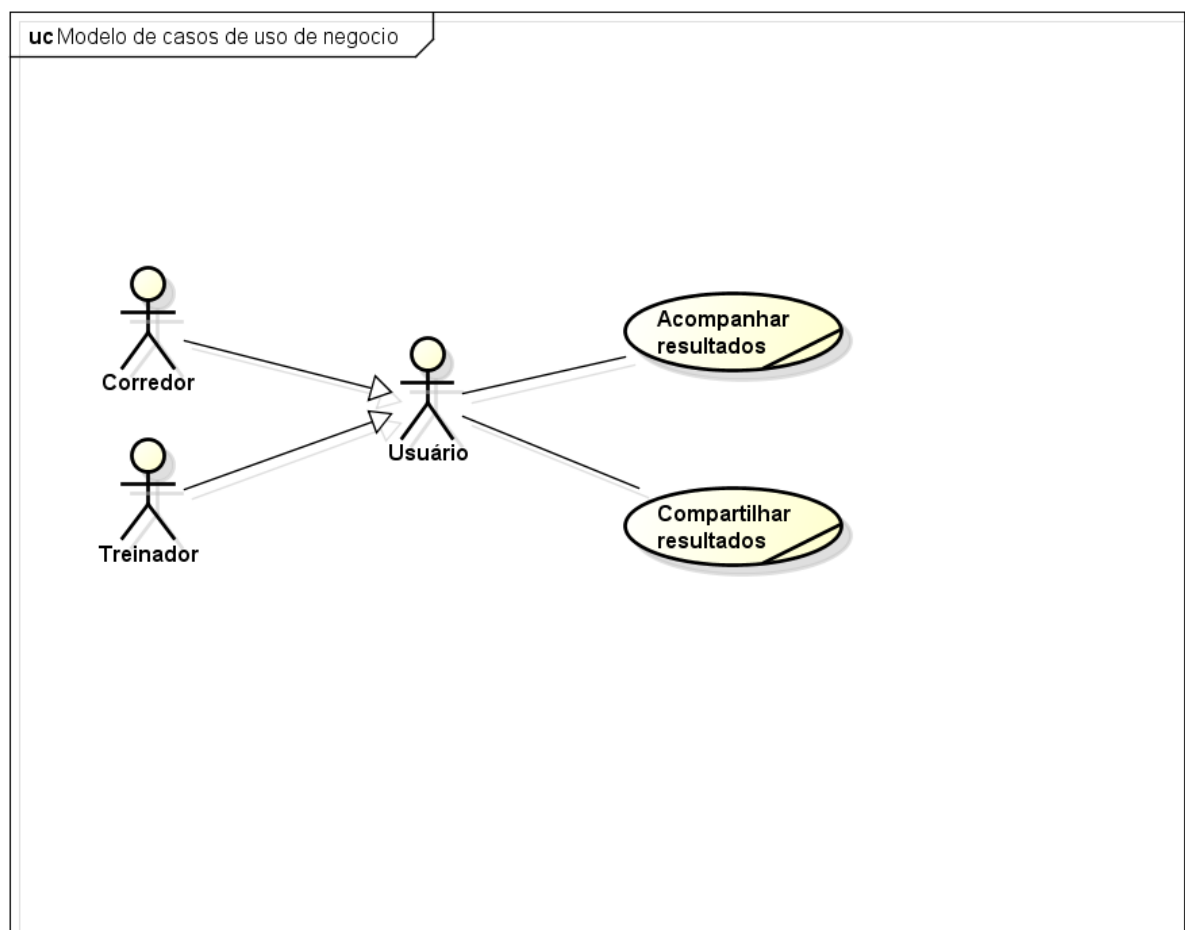 uc Modelo de casos de uso de negocio
Corredor
Treinador
Usuário
Acompanhar
resultados
Compartilhar
resultados